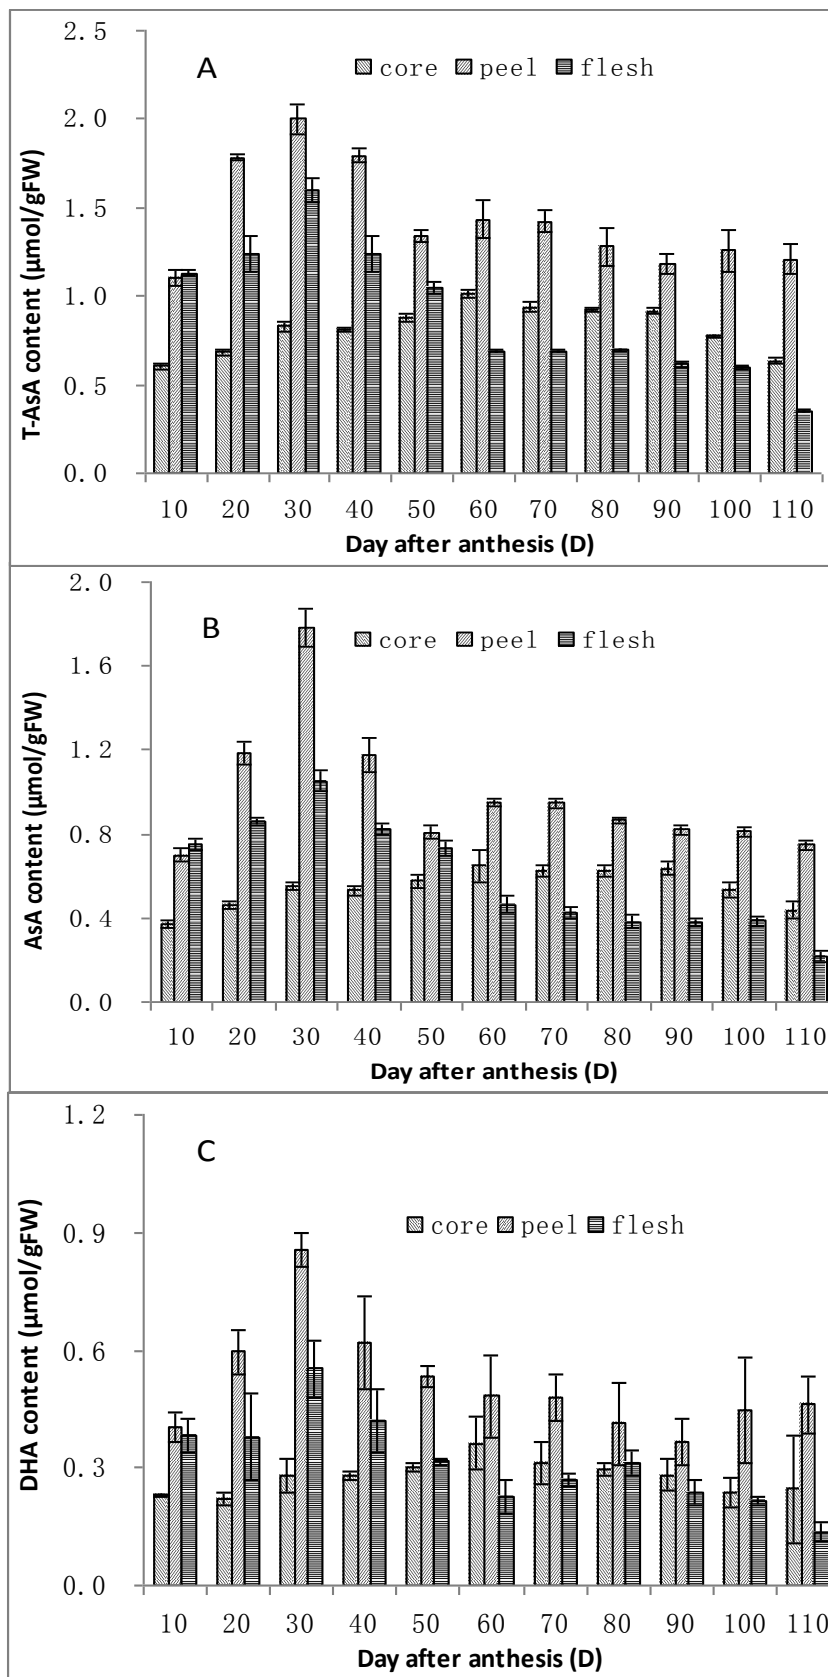 2.5
A
core peel flesh
2.0
1.5
1.0
0.5
0.0
T-AsA content (μmol/gFW)
10 20 30 40 50 60 70 80 90 100 110
Day after anthesis (D)
2.0
B
core peel flesh
1.6
1.2
0.8
0.4
0.0
AsA content (μmol/gFW)
10 20 30 40 50 60 70 80 90 100 110
Day after anthesis (D)
1.2
C
core peel flesh
0.9
0.6
0.3
0.0
DHA content (μmol/gFW)
10 20 30 40 50 60 70 80 90 100 110
Day after anthesis (D)